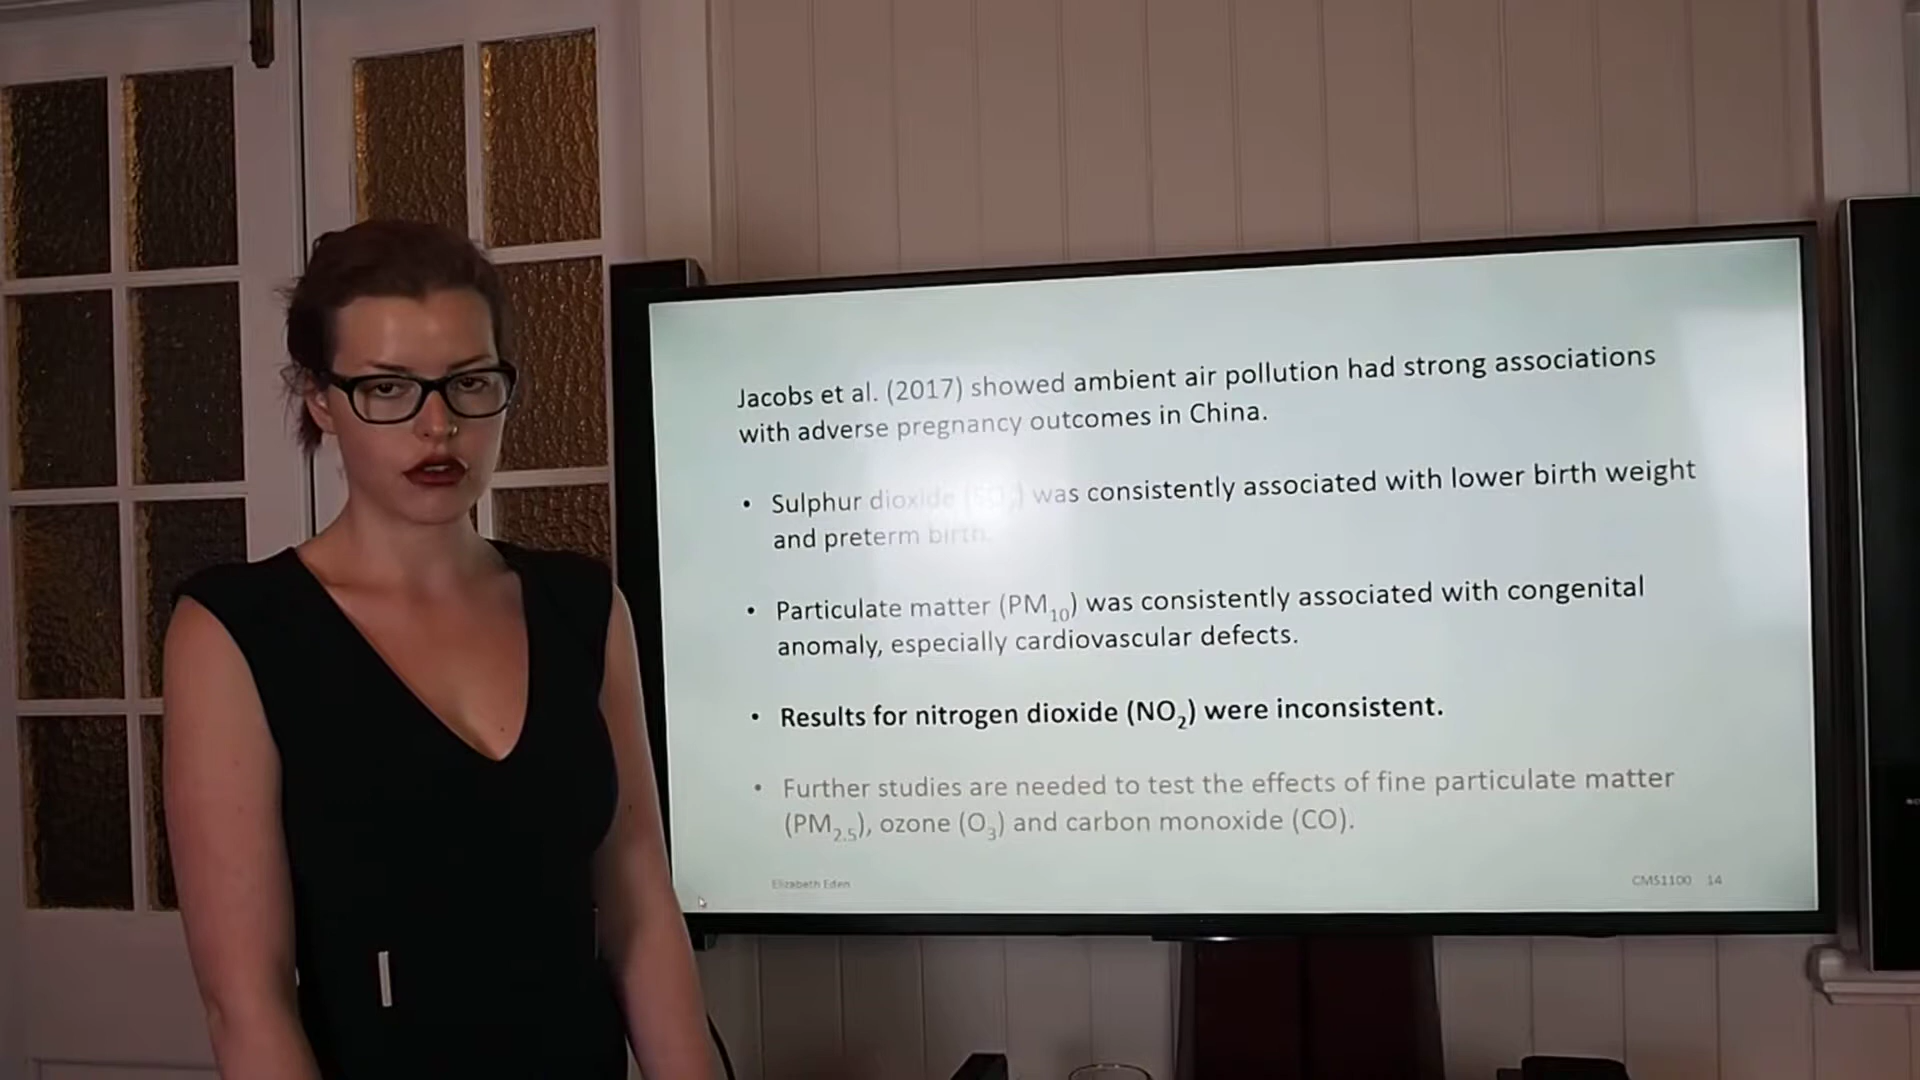 Jacobs et al. (2017) showed ambient air pollution had strong associations
with adverse pregnancy outcomes in China.
• Sulphur dioxide (SO₂) was consistently associated with lower birth weight
and preterm birth.
• Particulate matter (PM₁₀) was consistently associated with congenital
anomaly, especially cardiovascular defects.
• Results for nitrogen dioxide (NO₂) were inconsistent.
• Further studies are needed to test the effects of fine particulate matter
(PM₂.₅), ozone (O₃) and carbon monoxide (CO).
Elizabeth Eden
CMS1100 14